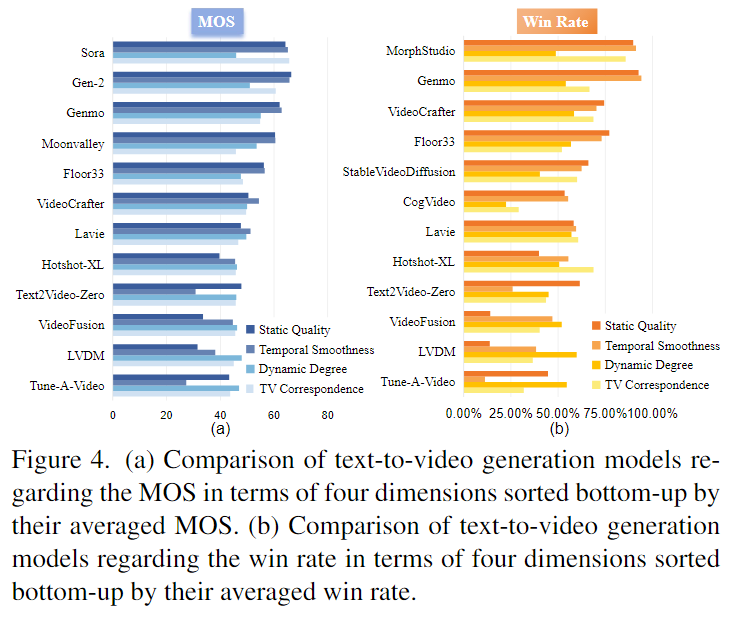 MOS
Sora
Gen-2
Genmo
Moonvalley
Floor33
VideoCrafter
Lavie
Hotshot-XL
Text2Video-Zero
VideoFusion
LVDM
Tune-A-Video
Static Quality
Temporal Smoothness
Dynamic Degree
TV Correspondence
0 20 40 60 80
(a)
Win Rate
MorphStudio
Genmo
VideoCrafter
Floor33
StableVideoDiffusion
CogVideo
Lavie
Hotshot-XL
Text2Video-Zero
VideoFusion
LVDM
Tune-A-Video
Static Quality
Temporal Smoothness
Dynamic Degree
TV Correspondence
0.00% 25.00% 50.00% 75.00% 100.00%
(b)
Figure 4. (a) Comparison of text-to-video generation models re-
garding the MOS in terms of four dimensions sorted bottom-up by
their averaged MOS. (b) Comparison of text-to-video generation
models regarding the win rate in terms of four dimensions sorted
bottom-up by their averaged win rate.